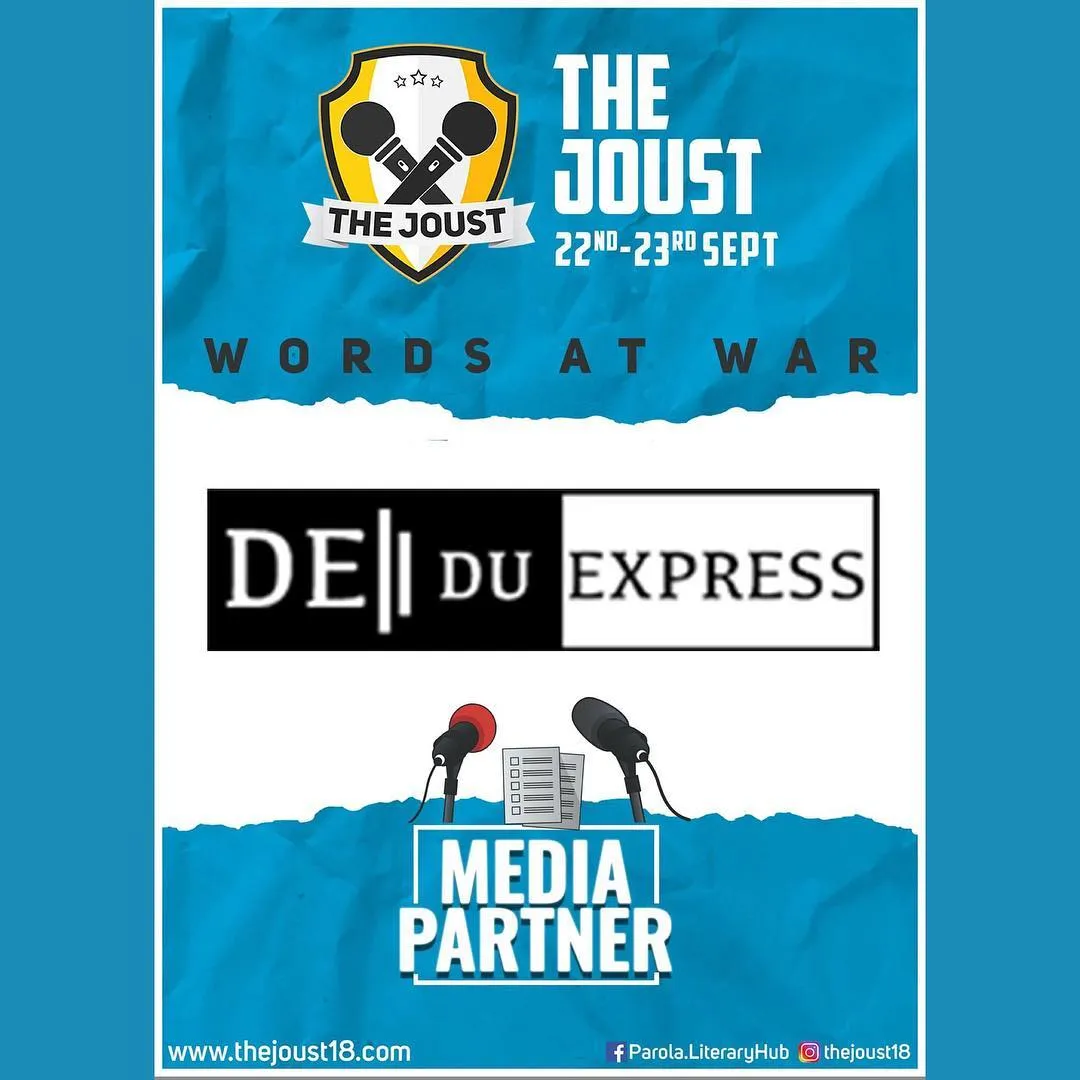 THE JOUST
THE
JOUST
22ND-23RD SEPT
WORDS AT WAR
DE|| DU EXPRESS
MEDIA
PARTNER
www.thejoust18.com
Parola.LiteraryHub thejoust18